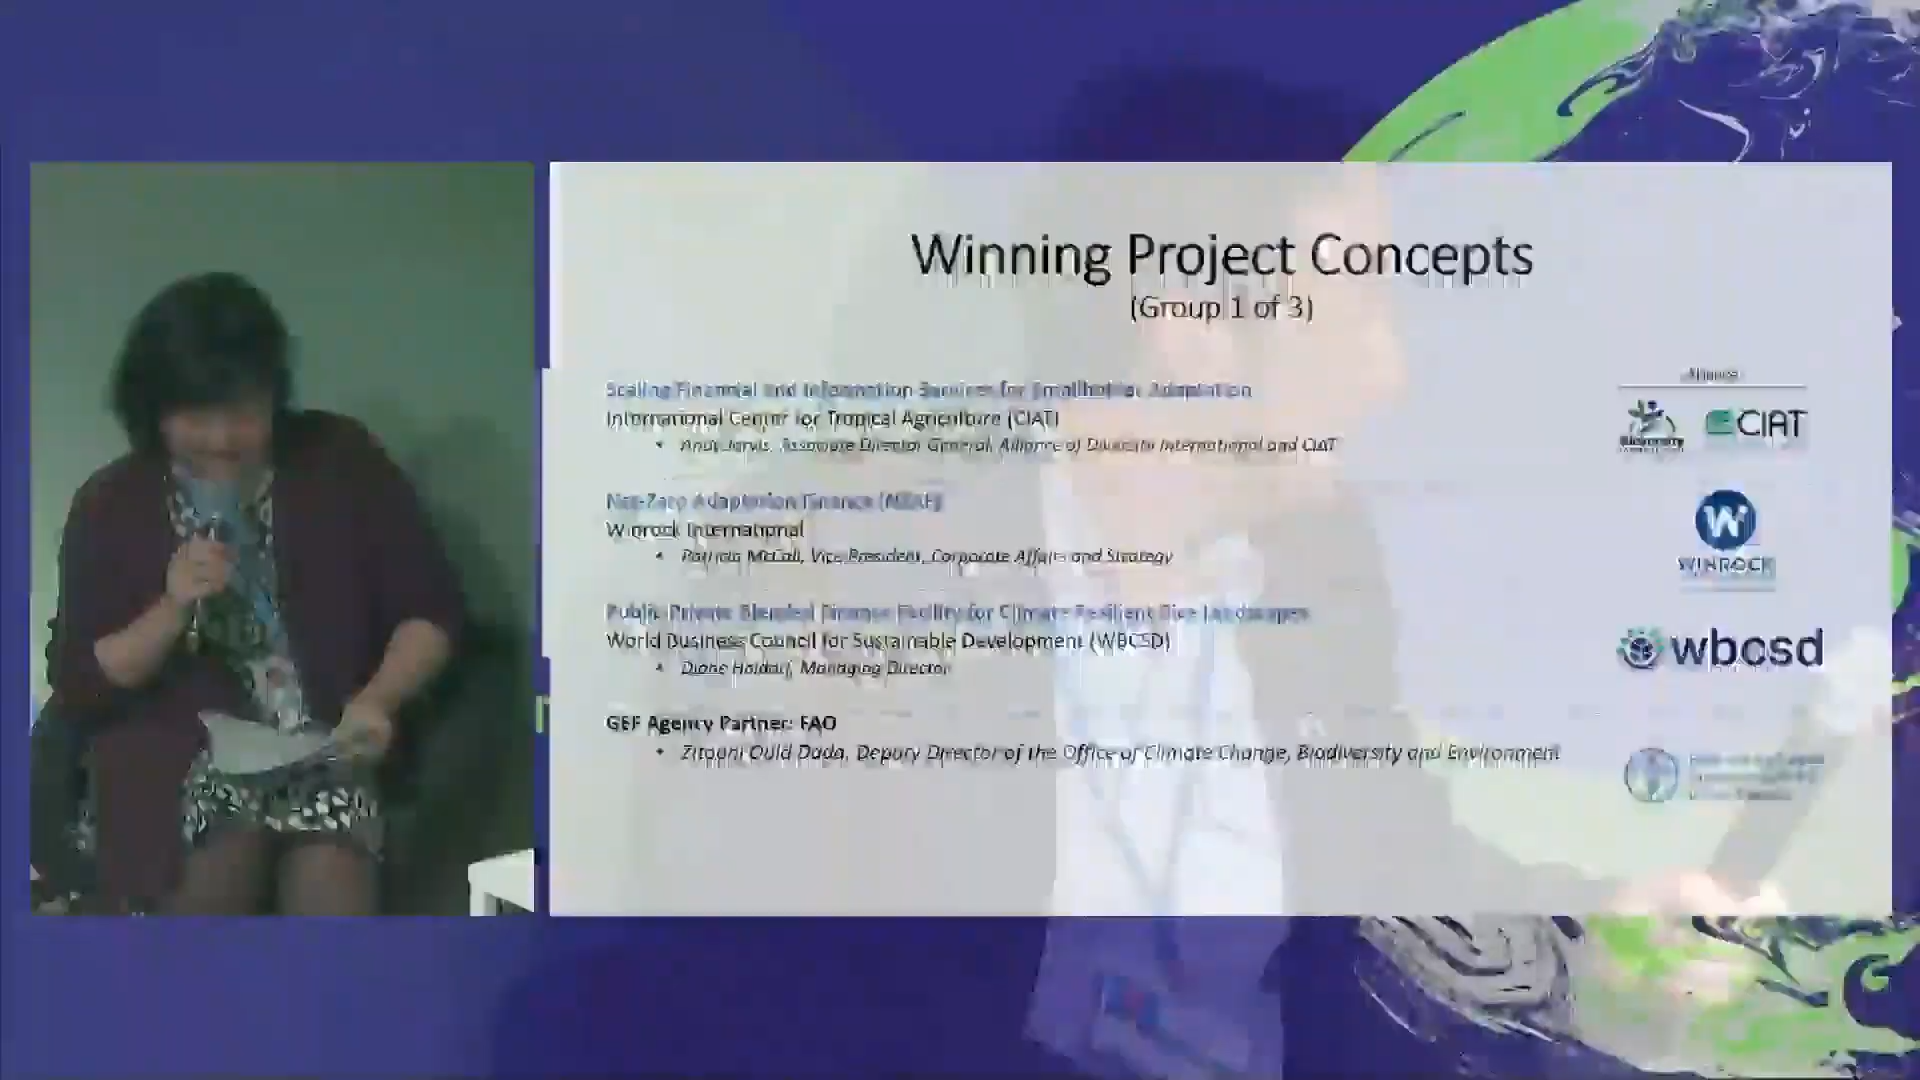 Winning Project Concepts
(Group 1 of 3)
Scaling Financial and Information Services for Smallholder Adaptation
International Center for Tropical Agriculture (CIAT)
• Andy Jarvis, Associate Director General, Alliance of Bioversity International and CIAT
Net-Zero Adaptation Finance (NZAF)
Winrock International
• Patricia McCall, Vice President, Corporate Affairs and Strategy
Public-Private Blended Finance Facility for Climate Resilient Rice Landscapes
World Business Council for Sustainable Development (WBCSD)
• Diane Holdorf, Managing Director
GEF Agency Partner: FAO
• Zitouni Ould Dada, Deputy Director of the Office of Climate Change, Biodiversity and Environment
Alliance
Bioversity
CIAT
W
WINROCK
wbcsd